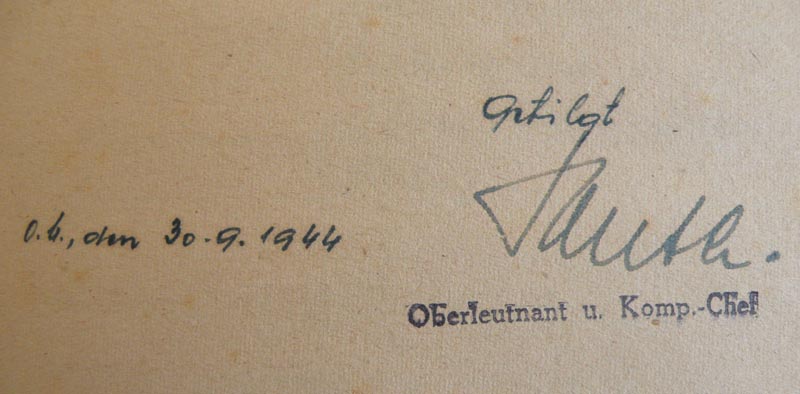 getilgt
O.U., den 30.9.1944
Oberleutnant u. Komp.-Chef